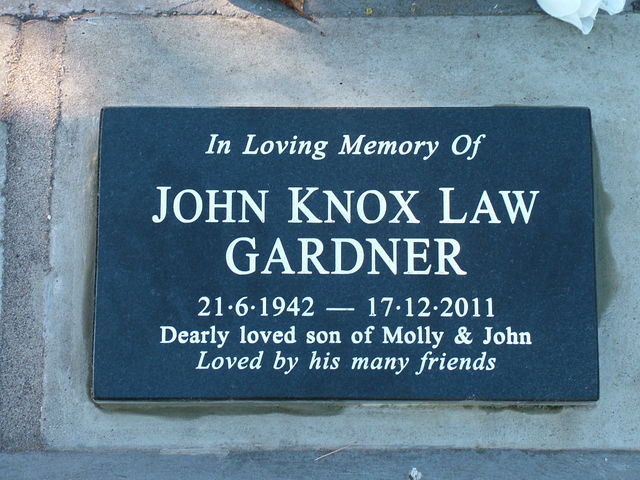 In Loving Memory Of
JOHN KNOX LAW
GARDNER
21·6·1942 — 17·12·2011
Dearly loved son of Molly & John
Loved by his many friends